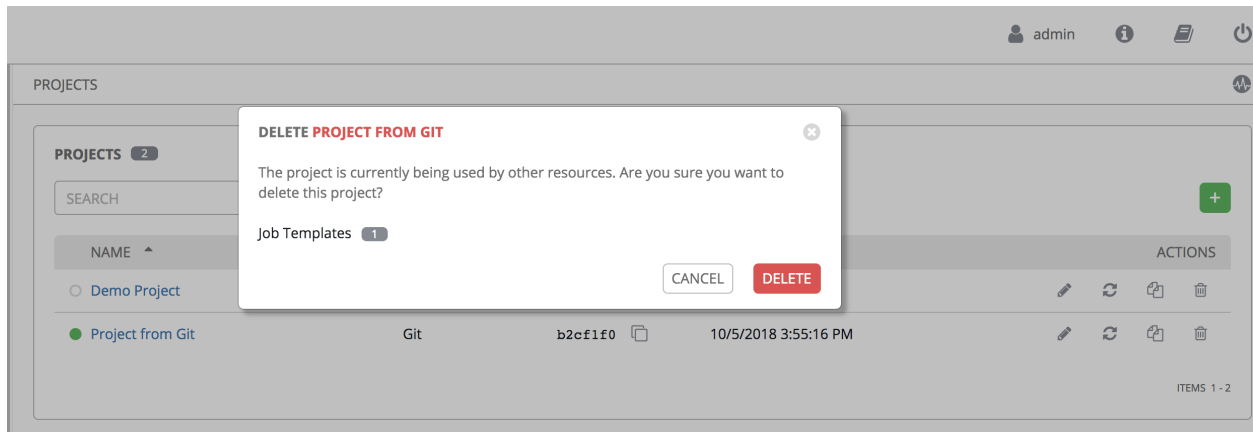 admin
PROJECTS
DELETE PROJECT FROM GIT
The project is currently being used by other resources. Are you sure you want to
delete this project?
Job Templates 1
CANCEL DELETE
PROJECTS 2
SEARCH
+
NAME ACTIONS
Demo Project
Project from Git Git b2cf1f0 10/5/2018 3:55:16 PM
ITEMS 1 - 2